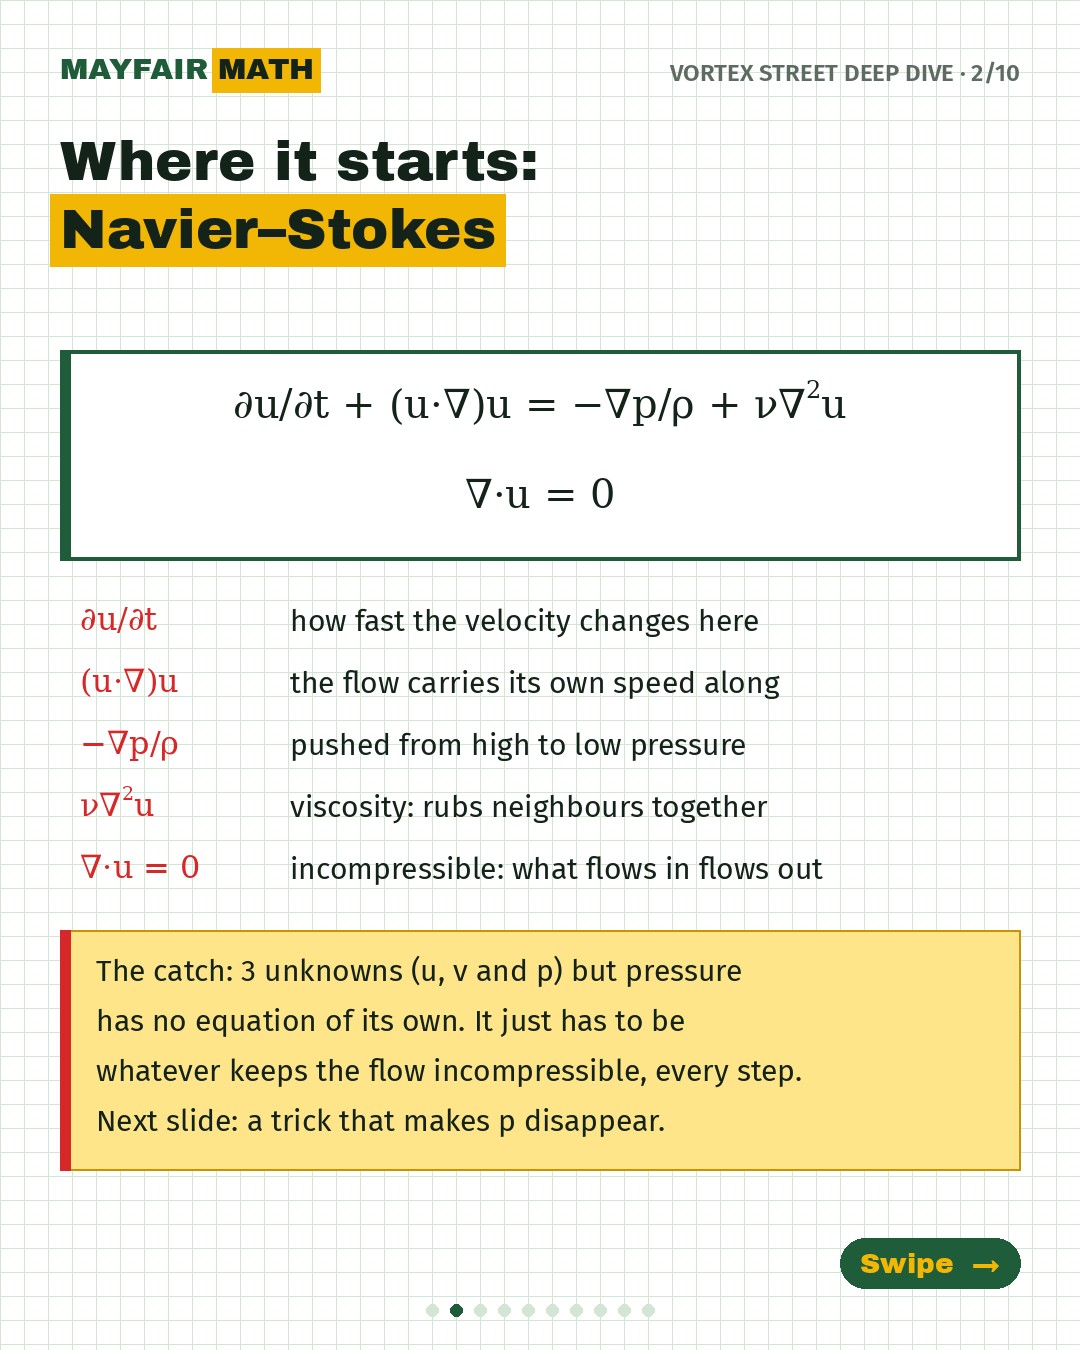 MAYFAIR MATH
VORTEX STREET DEEP DIVE · 2/10
Where it starts:
Navier–Stokes
∂u/∂t + (u·∇)u = −∇p/ρ + ν∇²u
∇·u = 0
∂u/∂t how fast the velocity changes here
(u·∇)u the flow carries its own speed along
−∇p/ρ pushed from high to low pressure
ν∇²u viscosity: rubs neighbours together
∇·u = 0 incompressible: what flows in flows out
The catch: 3 unknowns (u, v and p) but pressure
has no equation of its own. It just has to be
whatever keeps the flow incompressible, every step.
Next slide: a trick that makes p disappear.
Swipe →